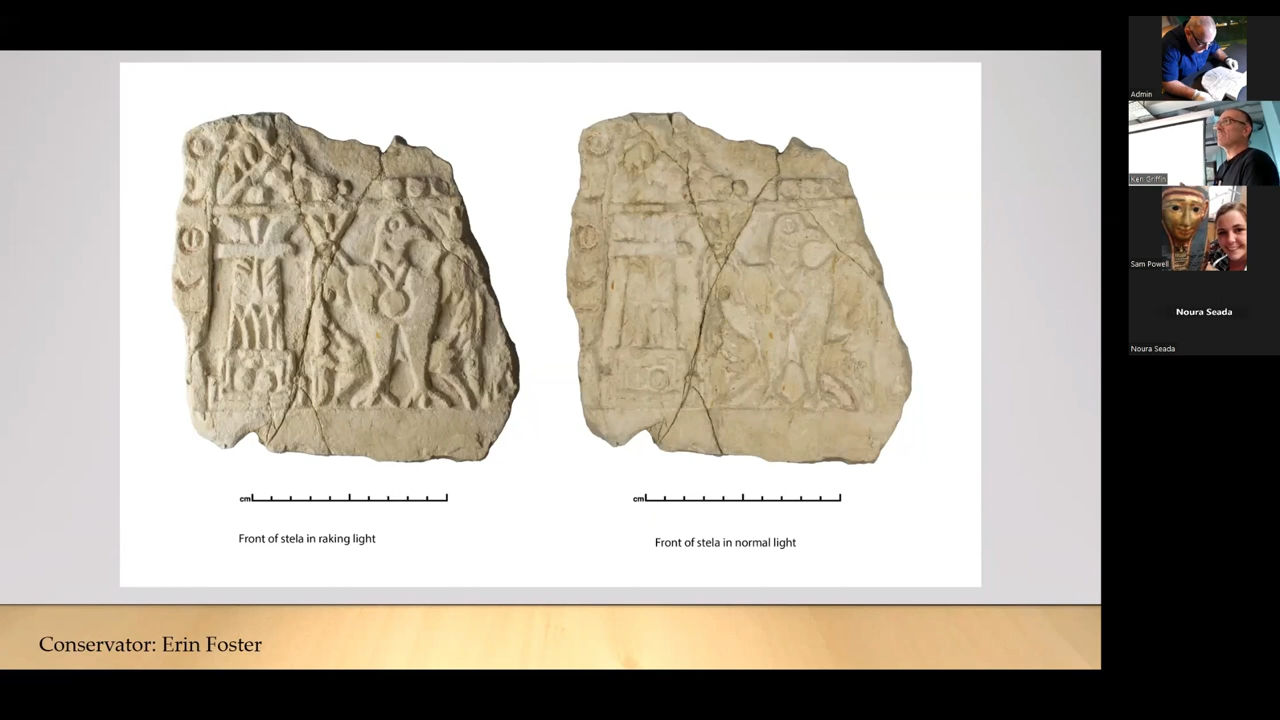 cm
cm
Front of stela in raking light
Front of stela in normal light
Conservator: Erin Foster
Admin
Ken Griffin
Sam Powell
Noura Seada
Noura Seada